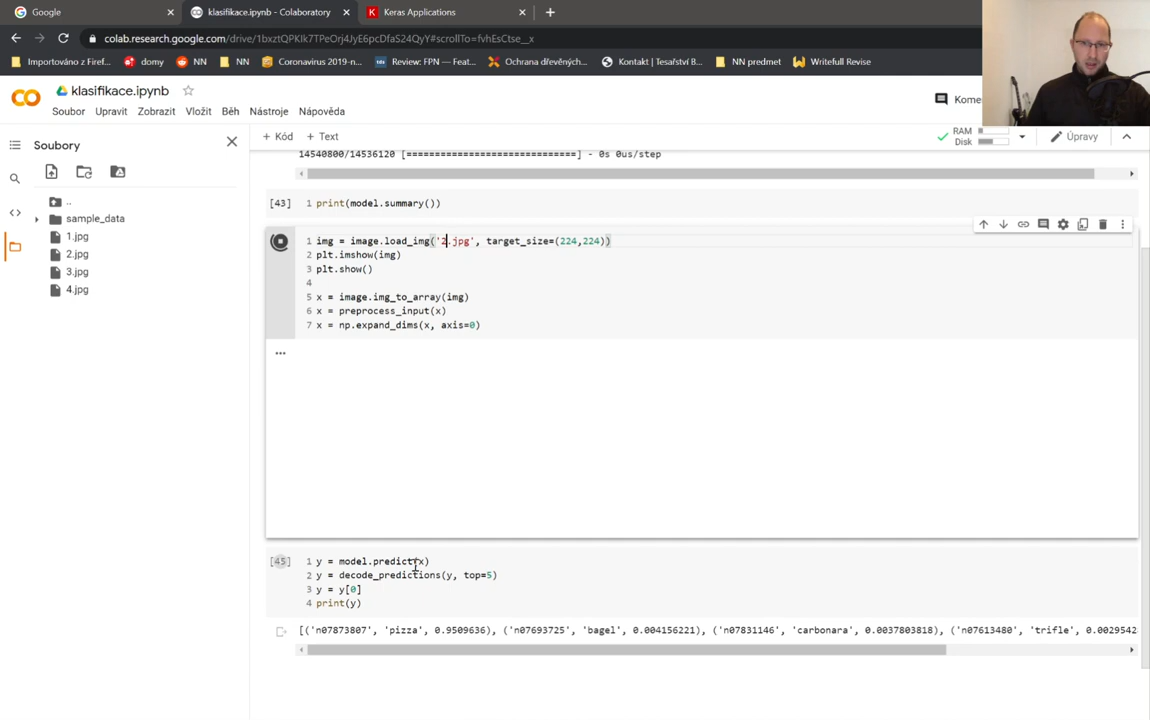 Google
klasifikace.ipynb - Colaboratory
Keras Applications
colab.research.google.com/drive/1bxztQPKIk7TPeOrj4JyE6pcDfaS24QyY#scrollTo=fvhEsCtse__x
Importováno z Firef...
domy
NN
NN
Coronavirus 2019-n...
Review: FPN — Feat...
Ochrana dřevěných...
Kontakt | Tesařství B...
NN predmet
Writefull Review
klasifikace.ipynb
Kome
Soubor Upravit Zobrazit Vložit Běh Nástroje Nápověda
+ Kód + Text
RAM
Disk
Úpravy
Soubory
..
sample_data
1.jpg
2.jpg
3.jpg
4.jpg
14540800/14536120 [==============================] - 0s 0us/step
[43] 1 print(model.summary())
1 img = image.load_img('2.jpg', target_size=(224,224))
2 plt.imshow(img)
3 plt.show()
4
5 x = image.img_to_array(img)
6 x = preprocess_input(x)
7 x = np.expand_dims(x, axis=0)
...
[45] 1 y = model.predict(x)
2 y = decode_predictions(y, top=5)
3 y = y[0]
4 print(y)
[('n07873807', 'pizza', 0.9509636), ('n07693725', 'bagel', 0.004156221), ('n07831146', 'carbonara', 0.0037803818), ('n07613480', 'trifle', 0.0029542